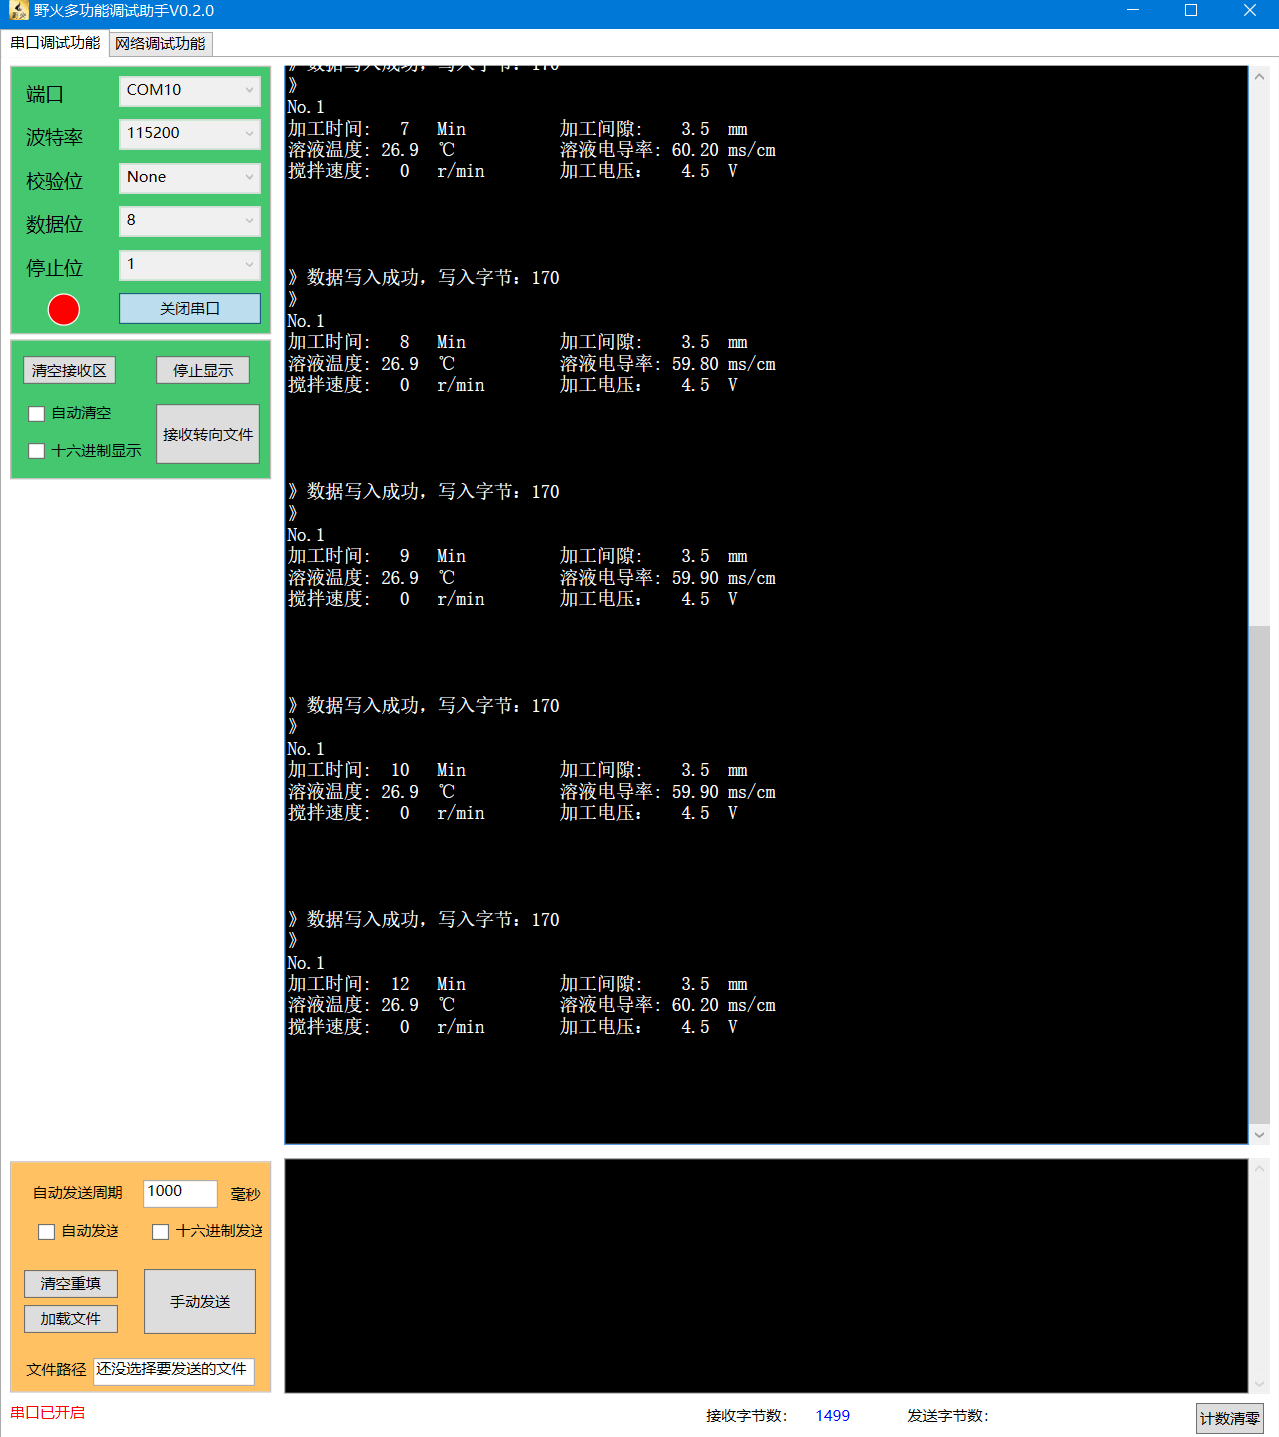 野火多功能调试助手V0.2.0
串口调试功能 网络调试功能
端口 COM10
波特率 115200
校验位 None
数据位 8
停止位 1
关闭串口
清空接收区 停止显示
自动清空
接收转向文件
十六进制显示
》数据写入成功，写入字节：170
》
No.1
加工时间: 7 Min 加工间隙: 3.5 mm
溶液温度: 26.9 ℃ 溶液电导率: 60.20 ms/cm
搅拌速度: 0 r/min 加工电压: 4.5 V
》数据写入成功，写入字节：170
》
No.1
加工时间: 8 Min 加工间隙: 3.5 mm
溶液温度: 26.9 ℃ 溶液电导率: 59.80 ms/cm
搅拌速度: 0 r/min 加工电压: 4.5 V
》数据写入成功，写入字节：170
》
No.1
加工时间: 9 Min 加工间隙: 3.5 mm
溶液温度: 26.9 ℃ 溶液电导率: 59.90 ms/cm
搅拌速度: 0 r/min 加工电压: 4.5 V
》数据写入成功，写入字节：170
》
No.1
加工时间: 10 Min 加工间隙: 3.5 mm
溶液温度: 26.9 ℃ 溶液电导率: 59.90 ms/cm
搅拌速度: 0 r/min 加工电压: 4.5 V
》数据写入成功，写入字节：170
》
No.1
加工时间: 12 Min 加工间隙: 3.5 mm
溶液温度: 26.9 ℃ 溶液电导率: 60.20 ms/cm
搅拌速度: 0 r/min 加工电压: 4.5 V
自动发送周期 1000 毫秒
自动发送 十六进制发送
清空重填
手动发送
加载文件
文件路径 还没选择要发送的文件
串口已开启
接收字节数: 1499 发送字节数: 计数清零